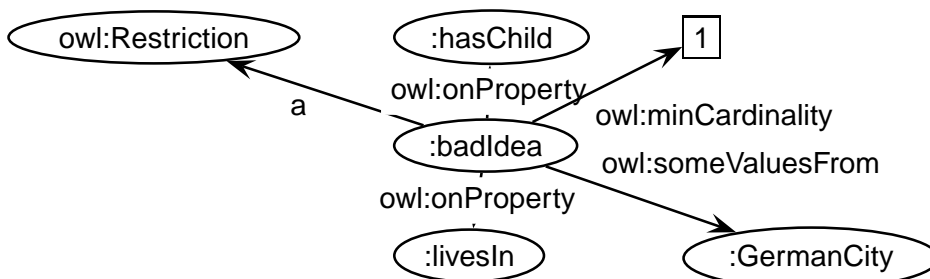 owl:Restriction
:hasChild
1
owl:onProperty
a
owl:minCardinality
:badIdea
owl:someValuesFrom
owl:onProperty
:livesIn
:GermanCity